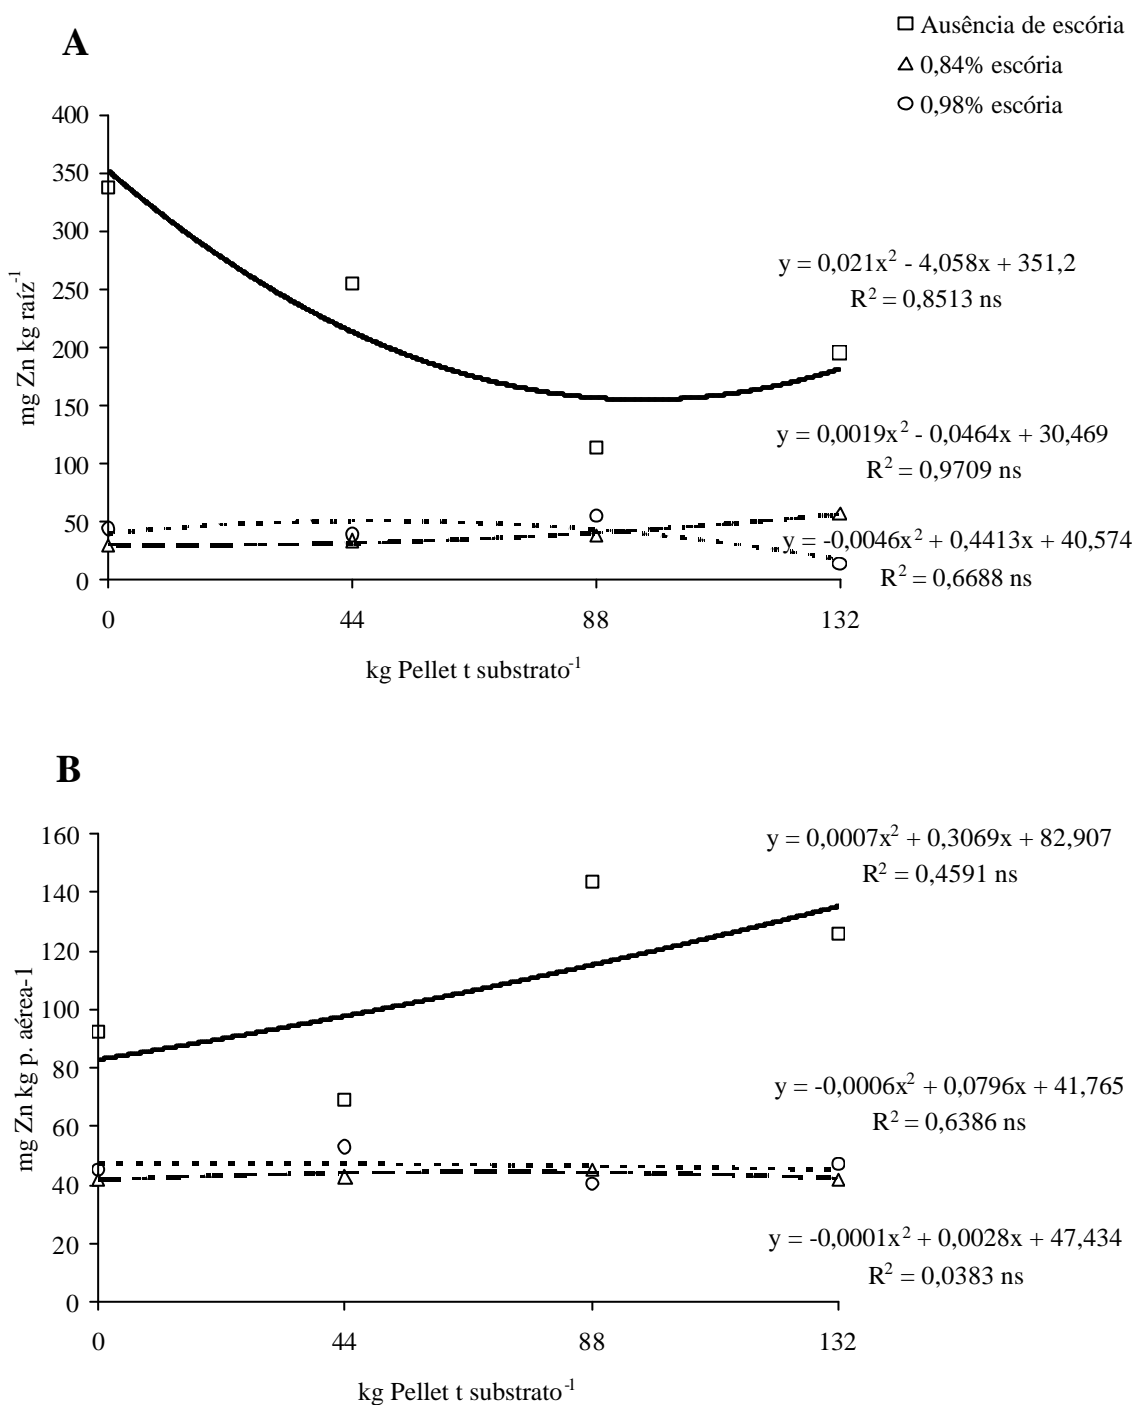 A
Ausência de escória
0,84% escória
0,98% escória
400
350
300
250
200
150
100
50
0
mg Zn kg raíz⁻¹
y = 0,021x² - 4,058x + 351,2
R² = 0,8513 ns
y = 0,0019x² - 0,0464x + 30,469
R² = 0,9709 ns
y = -0,0046x² + 0,4413x + 40,574
R² = 0,6688 ns
0 44 88 132
kg Pellet t substrato⁻¹
B
160
140
120
100
80
60
40
20
0
mg Zn kg p. aérea-1
y = 0,0007x² + 0,3069x + 82,907
R² = 0,4591 ns
y = -0,0006x² + 0,0796x + 41,765
R² = 0,6386 ns
y = -0,0001x² + 0,0028x + 47,434
R² = 0,0383 ns
0 44 88 132
kg Pellet t substrato⁻¹